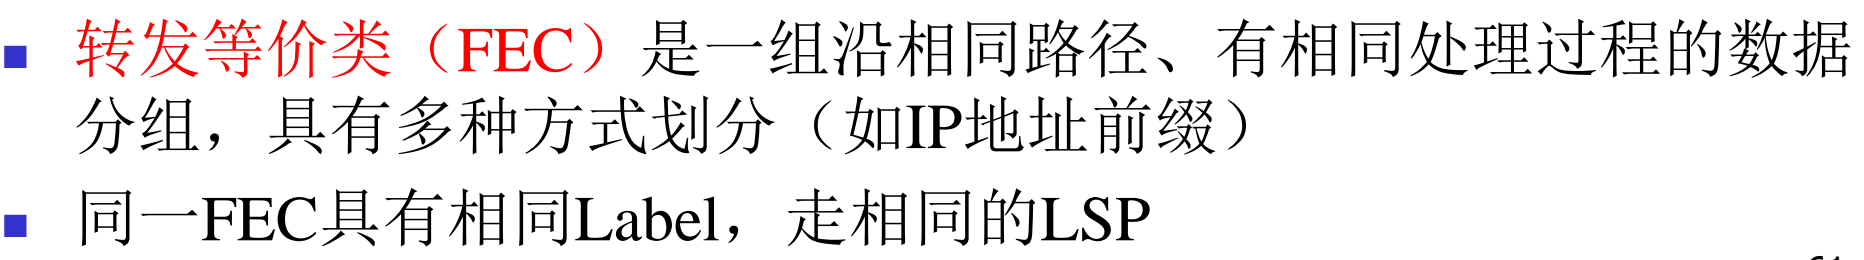 转发等价类（FEC）是一组沿相同路径、有相同处理过程的数据
分组，具有多种方式划分（如IP地址前缀）
同一FEC具有相同Label，走相同的LSP